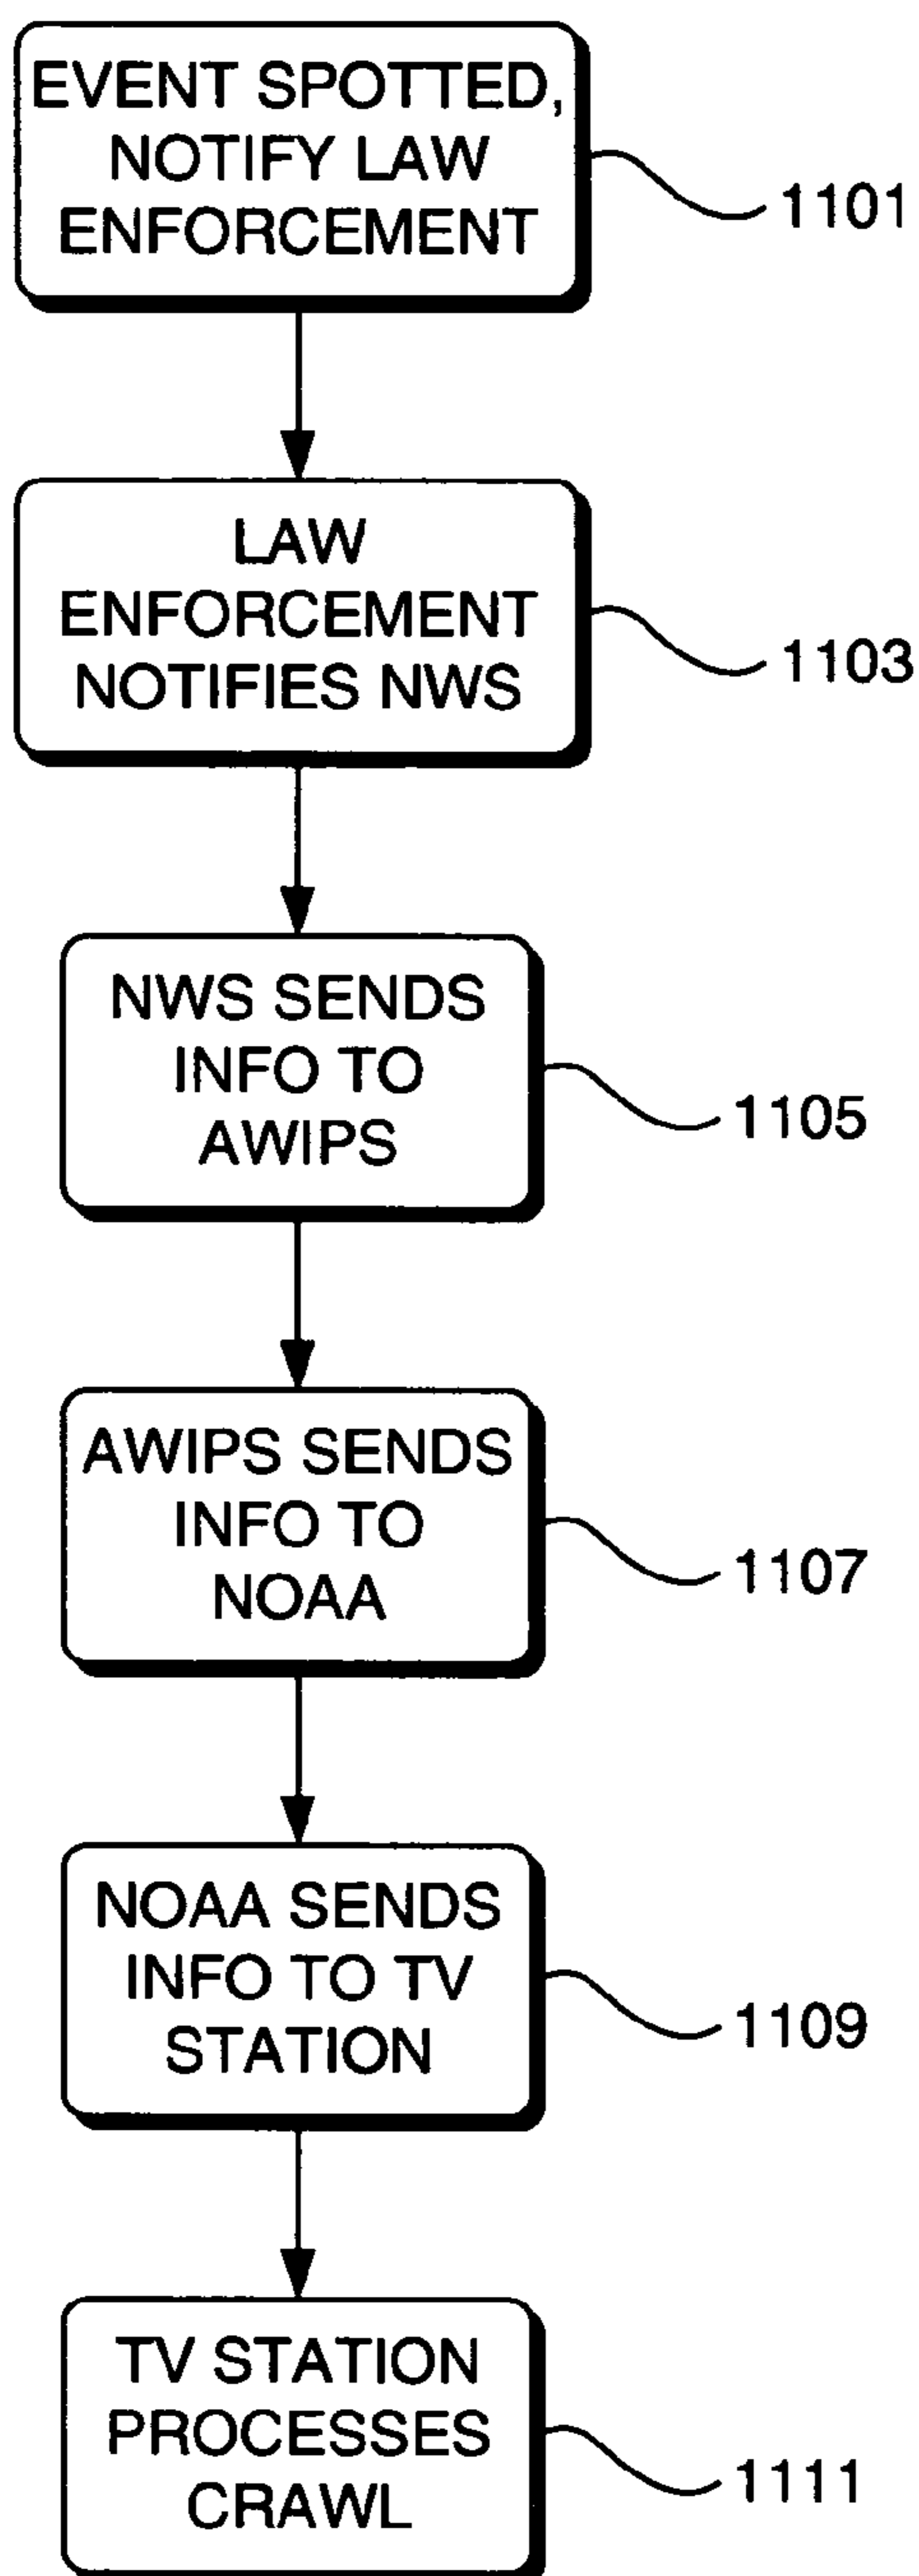 EVENT SPOTTED,
NOTIFY LAW
ENFORCEMENT
1101
LAW
ENFORCEMENT
NOTIFIES NWS
1103
NWS SENDS
INFO TO
AWIPS
1105
AWIPS SENDS
INFO TO
NOAA
1107
NOAA SENDS
INFO TO TV
STATION
1109
TV STATION
PROCESSES
CRAWL
1111